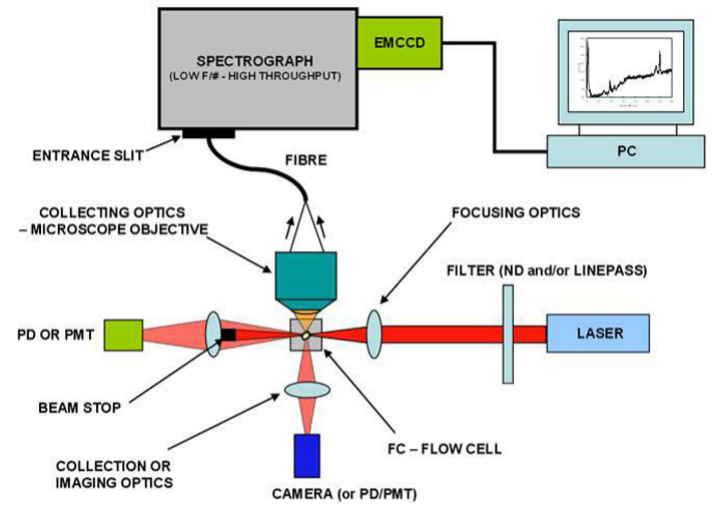 SPECTROGRAPH
(LOW F/# - HIGH THROUGHPUT)
EMCCD
ENTRANCE SLIT
FIBRE
PC
COLLECTING OPTICS
– MICROSCOPE OBJECTIVE
FOCUSING OPTICS
FILTER (ND and/or LINEPASS)
PD OR PMT
LASER
BEAM STOP
FC – FLOW CELL
COLLECTION OR
IMAGING OPTICS
CAMERA (or PD/PMT)